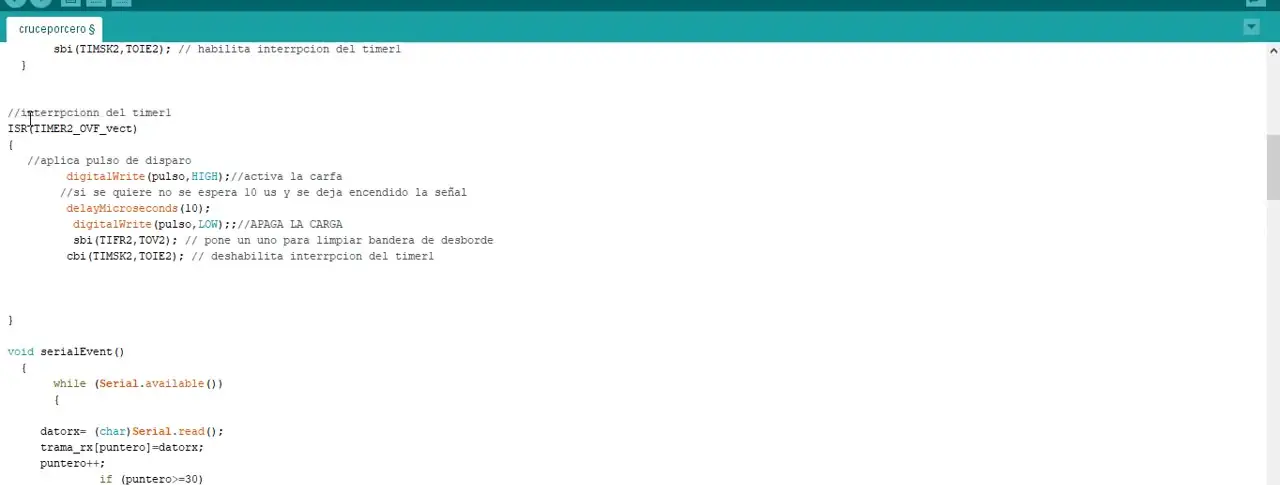 cruceporcero §
sbi(TIMSK2,TOIE2); // habilita interrpcion del timer1
}
//interrpcionn del timer1
ISR(TIMER2_OVF_vect)
{
//aplica pulso de disparo
digitalWrite(pulso,HIGH);//activa la carfa
//si se quiere no se espera 10 us y se deja encendido la señal
delayMicroseconds(10);
digitalWrite(pulso,LOW);;//APAGA LA CARGA
sbi(TIFR2,TOV2); // pone un uno para limpiar bandera de desborde
cbi(TIMSK2,TOIE2); // deshabilita interrpcion del timer1
}
void serialEvent()
{
while (Serial.available())
{
datorx= (char)Serial.read();
trama_rx[puntero]=datorx;
puntero++;
if (puntero>=30)